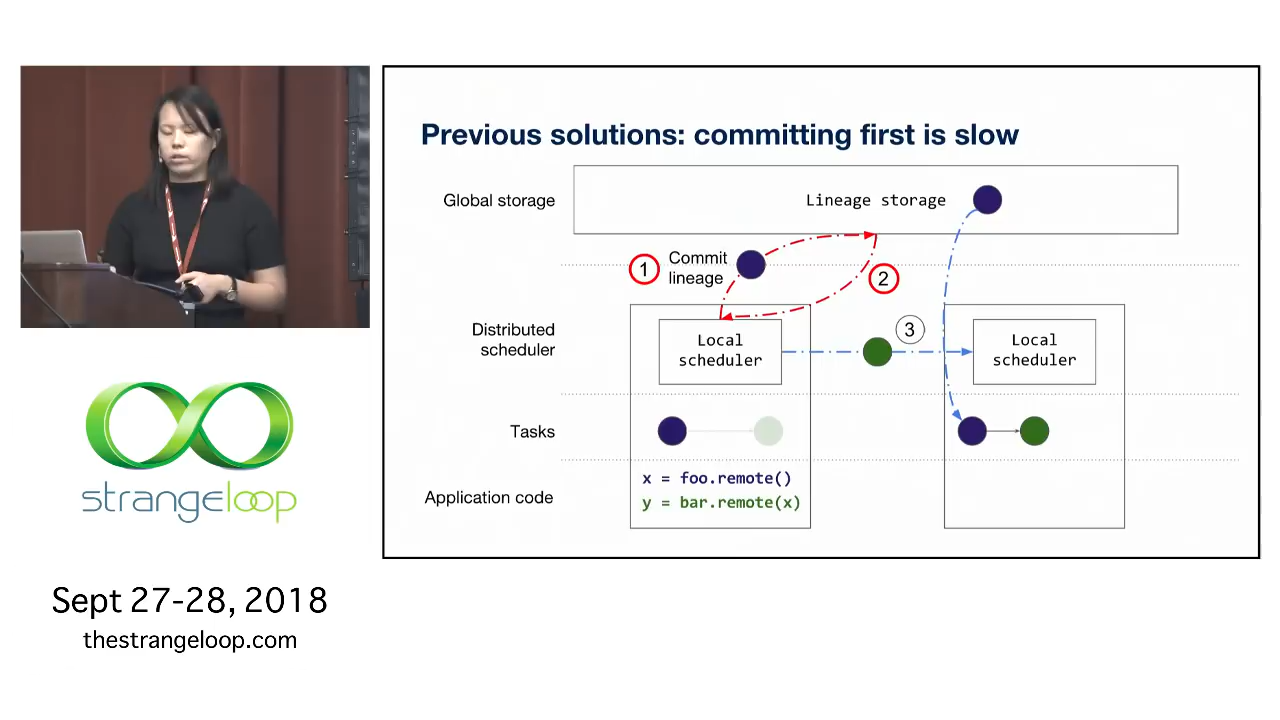 Previous solutions: committing first is slow
Global storage
Lineage storage
1
Commit
lineage
2
Distributed
scheduler
Local
scheduler
3
Local
scheduler
Tasks
Application code
x = foo.remote()
y = bar.remote(x)
strangeloop
Sept 27-28, 2018
thestrangeloop.com